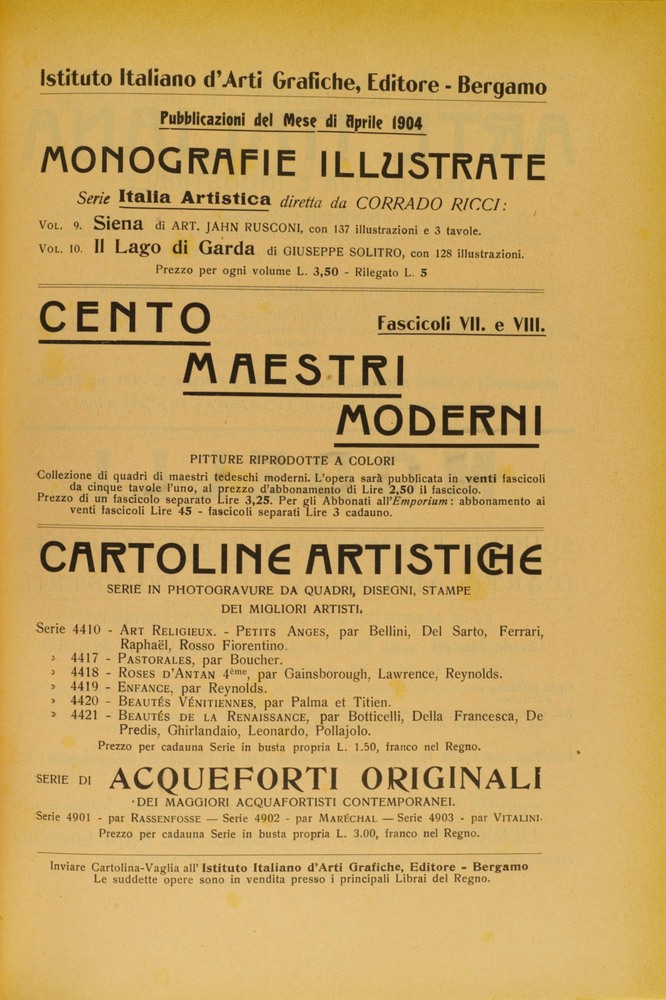 Istituto Italiano d'Arti Grafiche, Editore - Bergamo
Pubblicazioni del Mese di Aprile 1904
MONOGRAFIE ILLUSTRATE
Serie Italia Artistica diretta da CORRADO RICCI:
VOL. 9. Siena di ART. JAHN RUSCONI, con 137 illustrazioni e 3 tavole.
VOL. 10. Il Lago di Garda di GIUSEPPE SOLITRO, con 128 illustrazioni.
Prezzo per ogni volume L. 3,50 - Rilegato L. 5
CENTO
Fascicoli VII. e VIII.
MAESTRI
MODERNI
PITTURE RIPRODOTTE A COLORI
Collezione di quadri di maestri tedeschi moderni. L'opera sarà pubblicata in venti fascicoli
da cinque tavole l'uno, al prezzo d'abbonamento di Lire 2,50 il fascicolo.
Prezzo di un fascicolo separato Lire 3,25. Per gli Abbonati all'Emporium: abbonamento ai
venti fascicoli Lire 45 - fascicoli separati Lire 3 cadauno.
CARTOLINE ARTISTICHE
SERIE IN PHOTOGRAVURE DA QUADRI, DISEGNI, STAMPE
DEI MIGLIORI ARTISTI.
Serie 4410 - ART RELIGIEUX. - PETITS ANGES, par Bellini, Del Sarto, Ferrari,
Raphaël, Rosso Fiorentino.
» 4417 - PASTORALES, par Boucher.
» 4418 - ROSES D'ANTAN 4ème, par Gainsborough, Lawrence, Reynolds.
» 4419 - ENFANCE, par Reynolds.
» 4420 - BEAUTÉS VÉNITIENNES, par Palma et Titien.
» 4421 - BEAUTÉS DE LA RENAISSANCE, par Botticelli, Della Francesca, De
Predis, Ghirlandaio, Leonardo, Pollajolo.
Prezzo per cadauna Serie in busta propria L. 1.50, franco nel Regno.
SERIE DI ACQUEFORTI ORIGINALI
DEI MAGGIORI ACQUAFORTISTI CONTEMPORANEI.
Serie 4901 - par RASSENFOSSE — Serie 4902 - par MARÉCHAL — Serie 4903 - par VITALINI.
Prezzo per cadauna Serie in busta propria L. 3.00, franco nel Regno.
Inviare Cartolina-Vaglia all'Istituto Italiano d'Arti Grafiche, Editore - Bergamo
Le suddette opere sono in vendita presso i principali Librai del Regno.